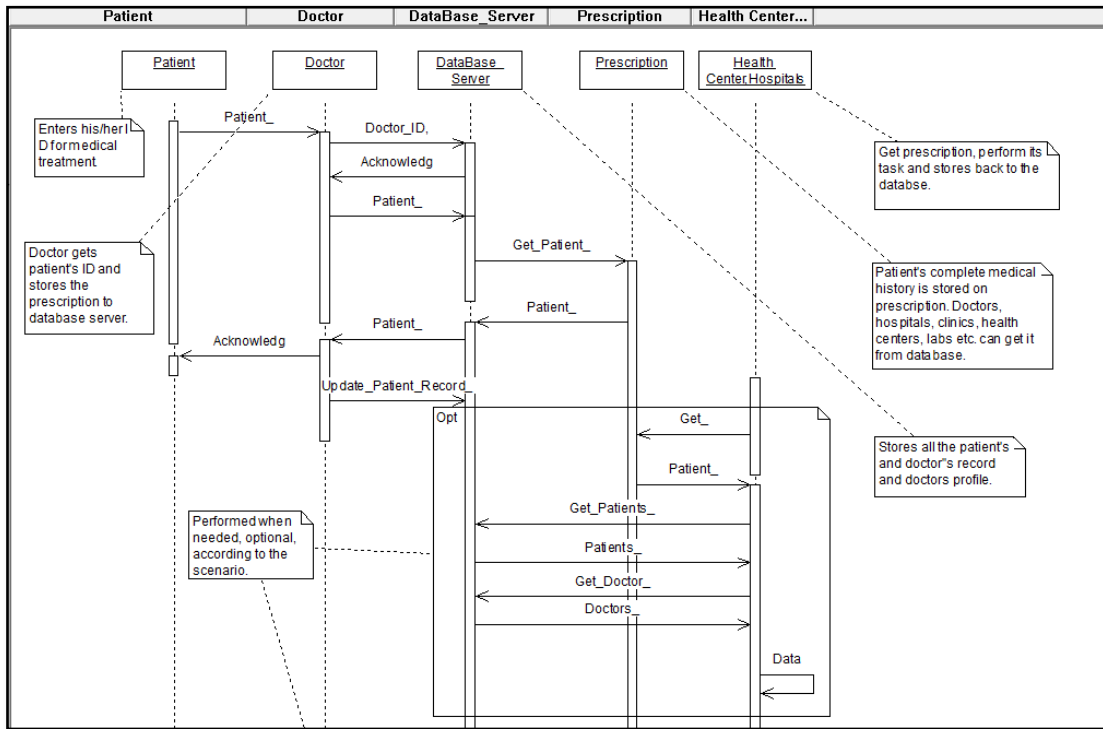 Patient
Doctor
DataBase_Server
Prescription
Health Center...
Patient
Doctor
DataBase_
Server
Prescription
Health
Center,Hospitals
Enters his/her I
D for medical
treatment.
Patient_
Doctor_ID,
Acknowledg
Patient_
Get prescription, perform its
task and stores back to the
databse.
Doctor gets
patient's ID and
stores the
prescription to
database server.
Get_Patient_
Patient_
Patient_
Acknowledg
Patient's complete medical
history is stored on
prescription. Doctors,
hospitals, clinics, health
centers, labs etc. can get it
from database.
Update_Patient_Record_
Opt
Get_
Patient_
Stores all the patient's
and doctor"s record
and doctors profile.
Get_Patients_
Performed when
needed, optional,
according to the
scenario.
Patients_
Get_Doctor_
Doctors_
Data